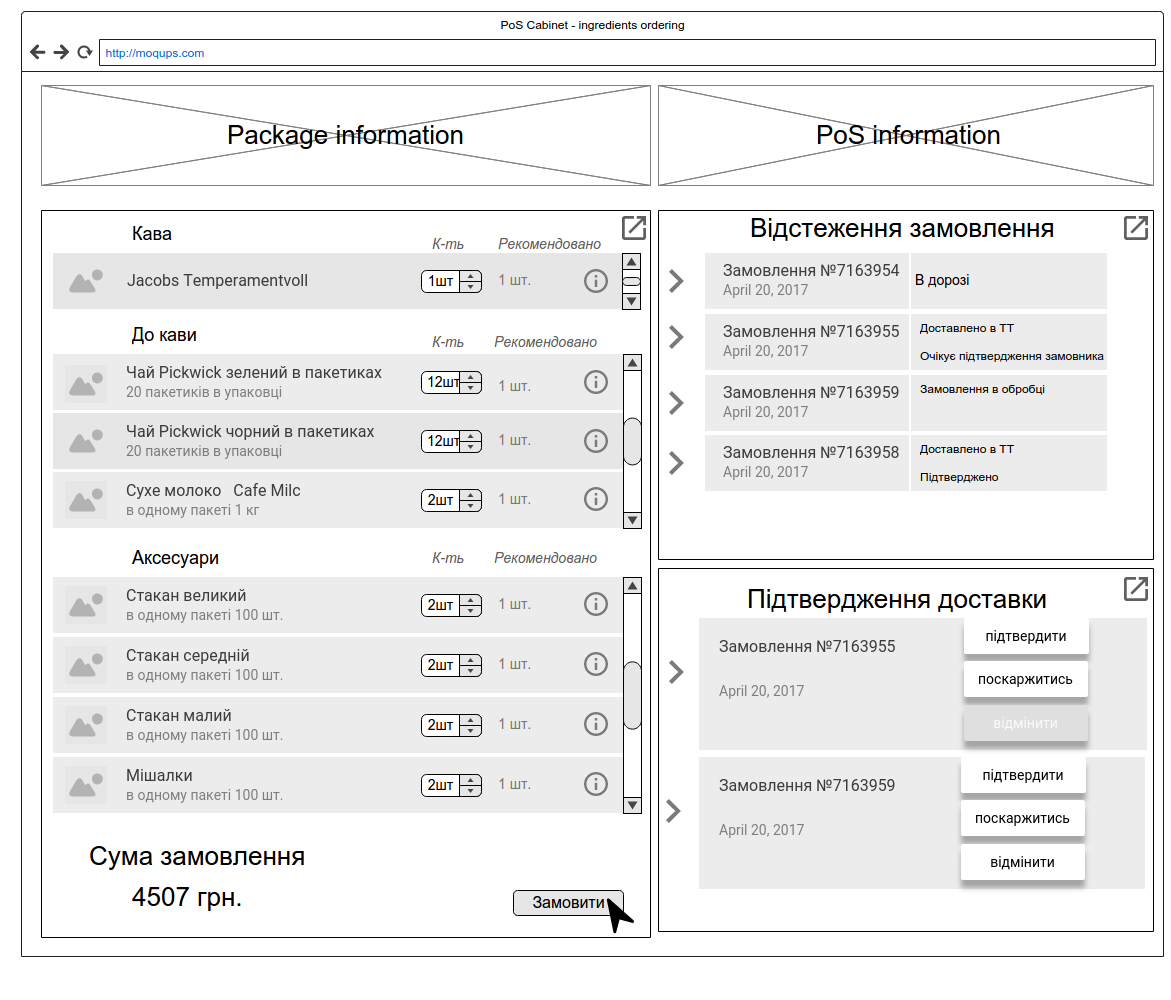 PoS Cabinet - ingredients ordering
http://moqups.com
Package information
PoS information
Кава
К-ть
Рекомендовано
Jacobs Temperamentvoll
1шт
1 шт.
До кави
К-ть
Рекомендовано
Чай Pickwick зелений в пакетиках
20 пакетиків в упаковці
12шт
1 шт.
Чай Pickwick чорний в пакетиках
20 пакетиків в упаковці
12шт
1 шт.
Сухе молоко Cafe Milc
в одному пакеті 1 кг
2шт
1 шт.
Аксесуари
К-ть
Рекомендовано
Стакан великий
в одному пакеті 100 шт.
2шт
1 шт.
Стакан середній
в одному пакеті 100 шт.
2шт
1 шт.
Стакан малий
в одному пакеті 100 шт.
2шт
1 шт.
Мішалки
в одному пакеті 100 шт.
2шт
1 шт.
Сума замовлення
4507 грн.
Замовити
Відстеження замовлення
Замовлення №7163954
April 20, 2017
В дорозі
Замовлення №7163955
April 20, 2017
Доставлено в ТТ
Очікує підтвердження замовника
Замовлення №7163959
April 20, 2017
Замовлення в обробці
Замовлення №7163958
April 20, 2017
Доставлено в ТТ
Підтверджено
Підтвердження доставки
Замовлення №7163955
April 20, 2017
підтвердити
поскаржитись
відмінити
Замовлення №7163959
April 20, 2017
підтвердити
поскаржитись
відмінити